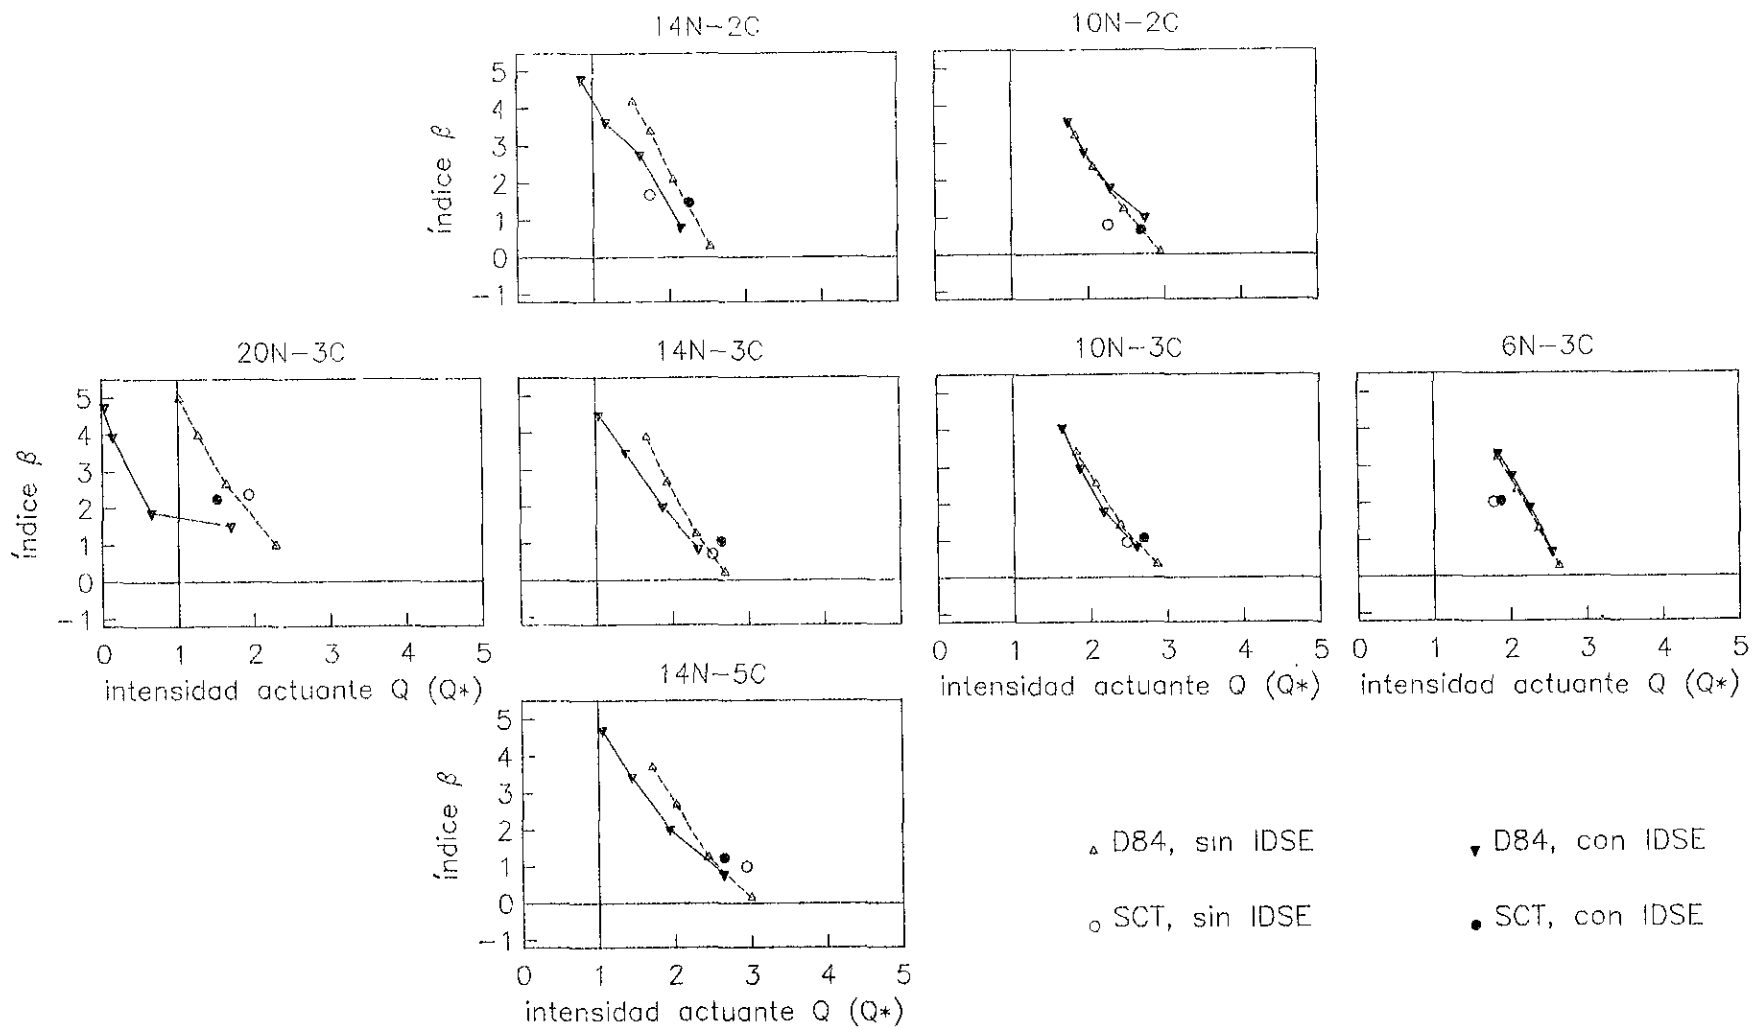 14N-2C 10N-2C
5
4
3
2
1
0
-1
índice β
20N-3C 14N-3C 10N-3C 6N-3C
5
4
3
2
1
0
-1
índice β
0 1 2 3 4 5
intensidad actuante Q (Q*)
0 1 2 3 4 5
intensidad actuante Q (Q*)
0 1 2 3 4 5
intensidad actuante Q (Q*)
14N-5C
5
4
3
2
1
0
-1
índice β
0 1 2 3 4 5
intensidad actuante Q (Q*)
D84, sin IDSE
D84, con IDSE
SCT, sin IDSE
SCT, con IDSE